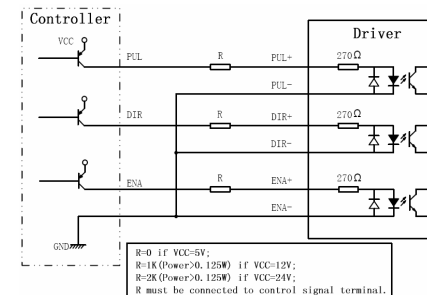 Controller
Driver
VCC
PUL
R
PUL+
270Ω
PUL-
DIR
R
DIR+
270Ω
DIR-
ENA
R
ENA+
270Ω
ENA-
GND
R=0 if VCC=5V;
R=1K(Power>0.125W) if VCC=12V;
R=2K(Power>0.125W) if VCC=24V;
R must be connected to control signal terminal.